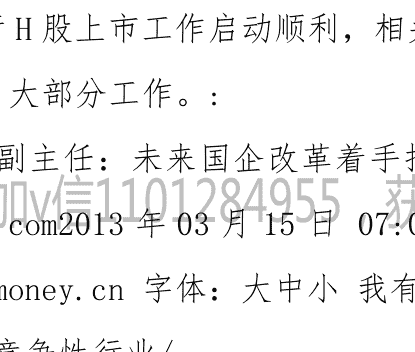 H 股上市工作启动顺利，相
大部分工作。:
副主任：未来国企改革着手
加v信1101284955 获
com2013 年 03 月 15 日 07:0
money.cn 字体：大中小 我有
竞争性行业/